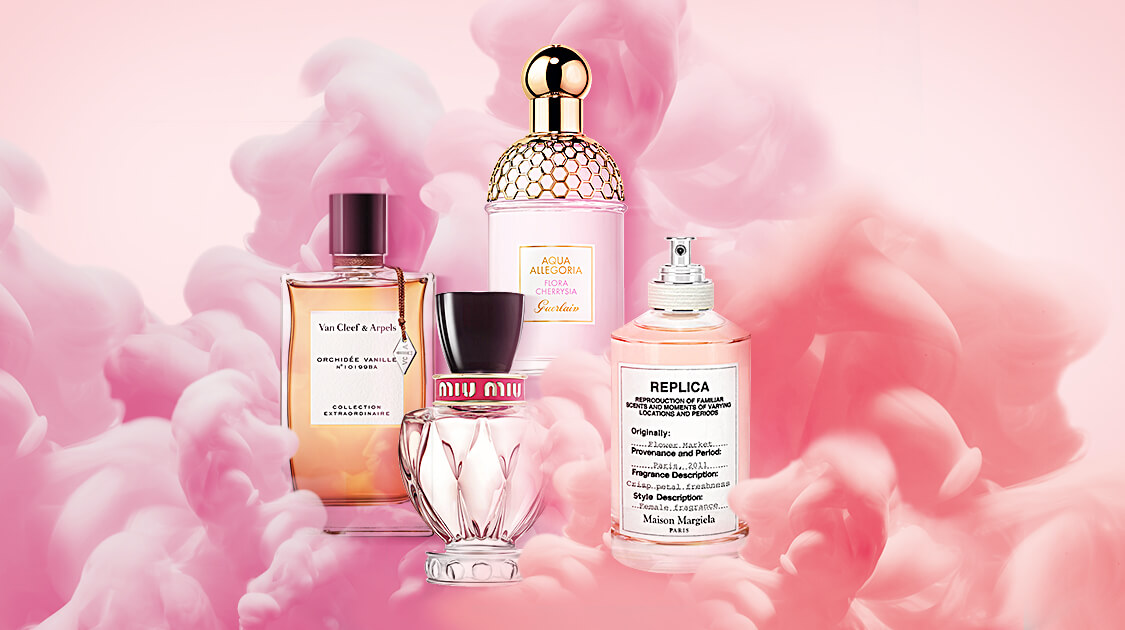 Van Cleef & Arpels
ORCHIDÉE VANILLE
N°101998A
COLLECTION
EXTRAORDINAIRE
miu miu
AQUA
ALLEGORIA
FLORA
CHERRYSIA
Guerlain
REPLICA
REPRODUCTION OF FAMILIAR
SCENTS AND MOMENTS OF VARYING
LOCATIONS AND PERIODS
Originally:
Flower Market
Provenance and Period:
Paris, 2011
Fragrance Description:
Crisp petal freshness
Style Description:
Female fragrance
Maison Margiela
PARIS